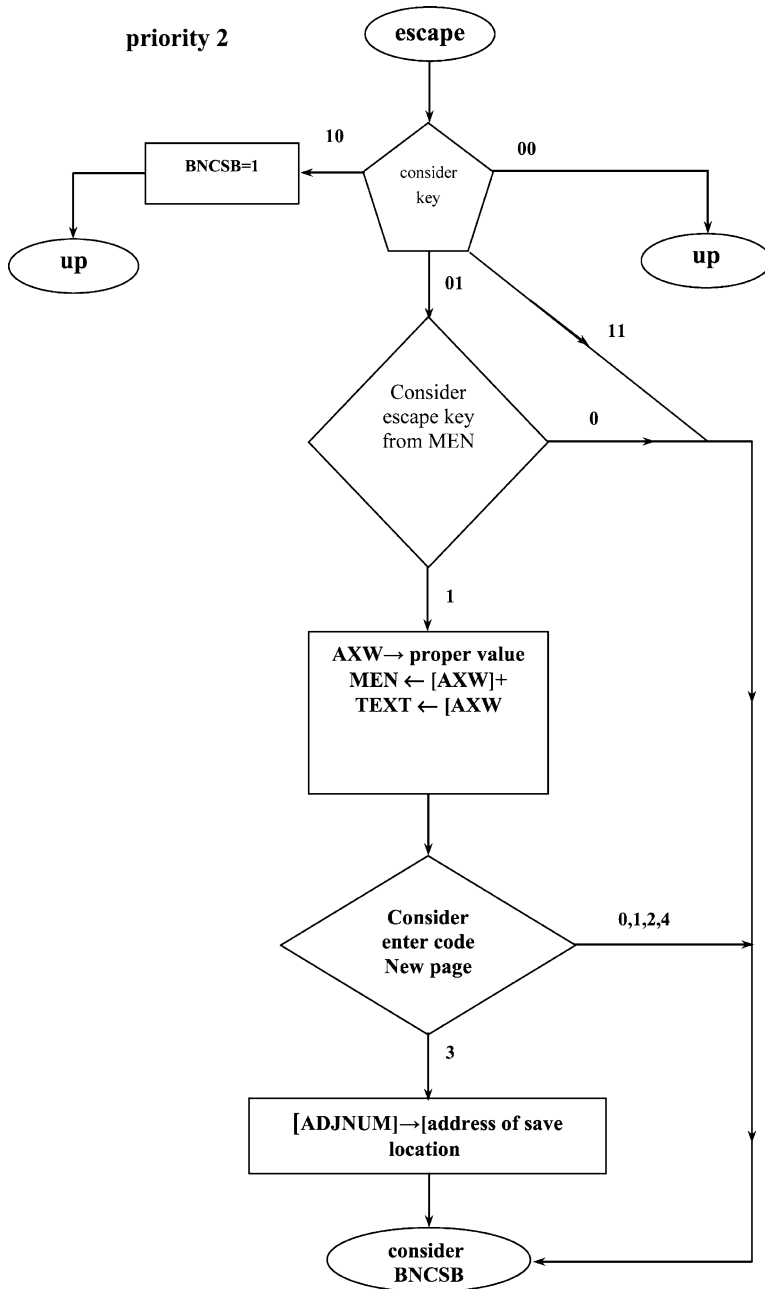 priority 2
escape
10
00
BNCSB=1
consider
key
up
up
01
11
Consider
escape key
from MEN
0
1
AXW→ proper value
MEN ← [AXW]+
TEXT ← [AXW
Consider
enter code
New page
0,1,2,4
3
[ADJNUM]→[address of save
location
consider
BNCSB